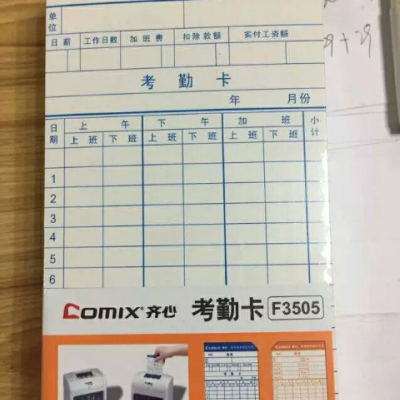 单位
日薪 工作日数 加班费 扣除款额 实付工资额
考勤卡
年 月份
日期 上午 下午 加班 小计
上班 下班 上班 下班 上班 下班
1
2
3
4
5
6
COMIX® 齐心 考勤卡 F3505